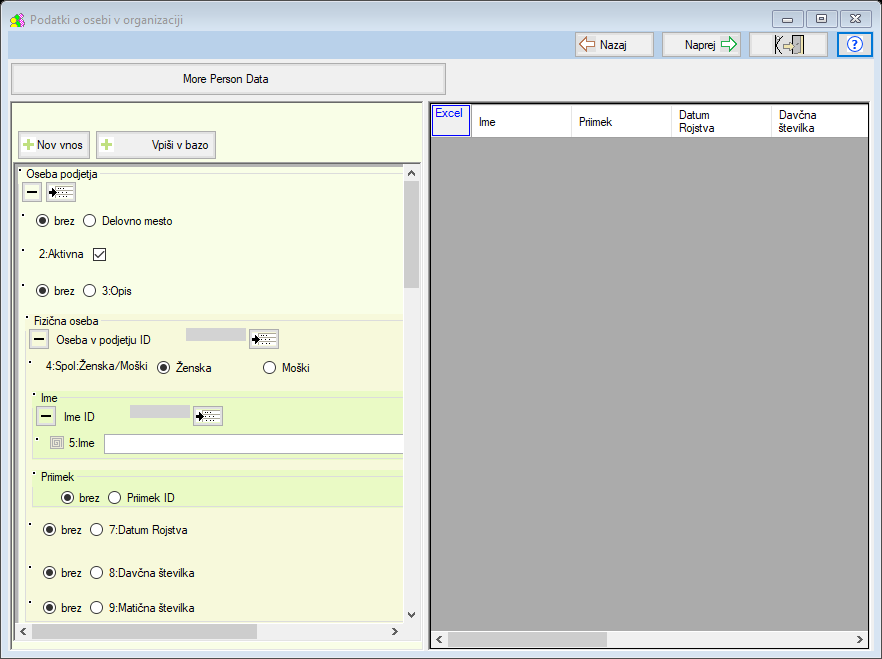 Podatki o osebi v organizaciji
Nazaj
Naprej
?
More Person Data
Nov vnos
Vpiši v bazo
Oseba podjetja
brez Delovno mesto
2:Aktivna
brez 3:Opis
Fizična oseba
Oseba v podjetju ID
4:Spol:Ženska/Moški Ženska Moški
Ime
Ime ID
5:Ime
Priimek
brez Priimek ID
brez 7:Datum Rojstva
brez 8:Davčna številka
brez 9:Matična številka
Excel
Ime
Priimek
Datum
Rojstva
Davčna
številka